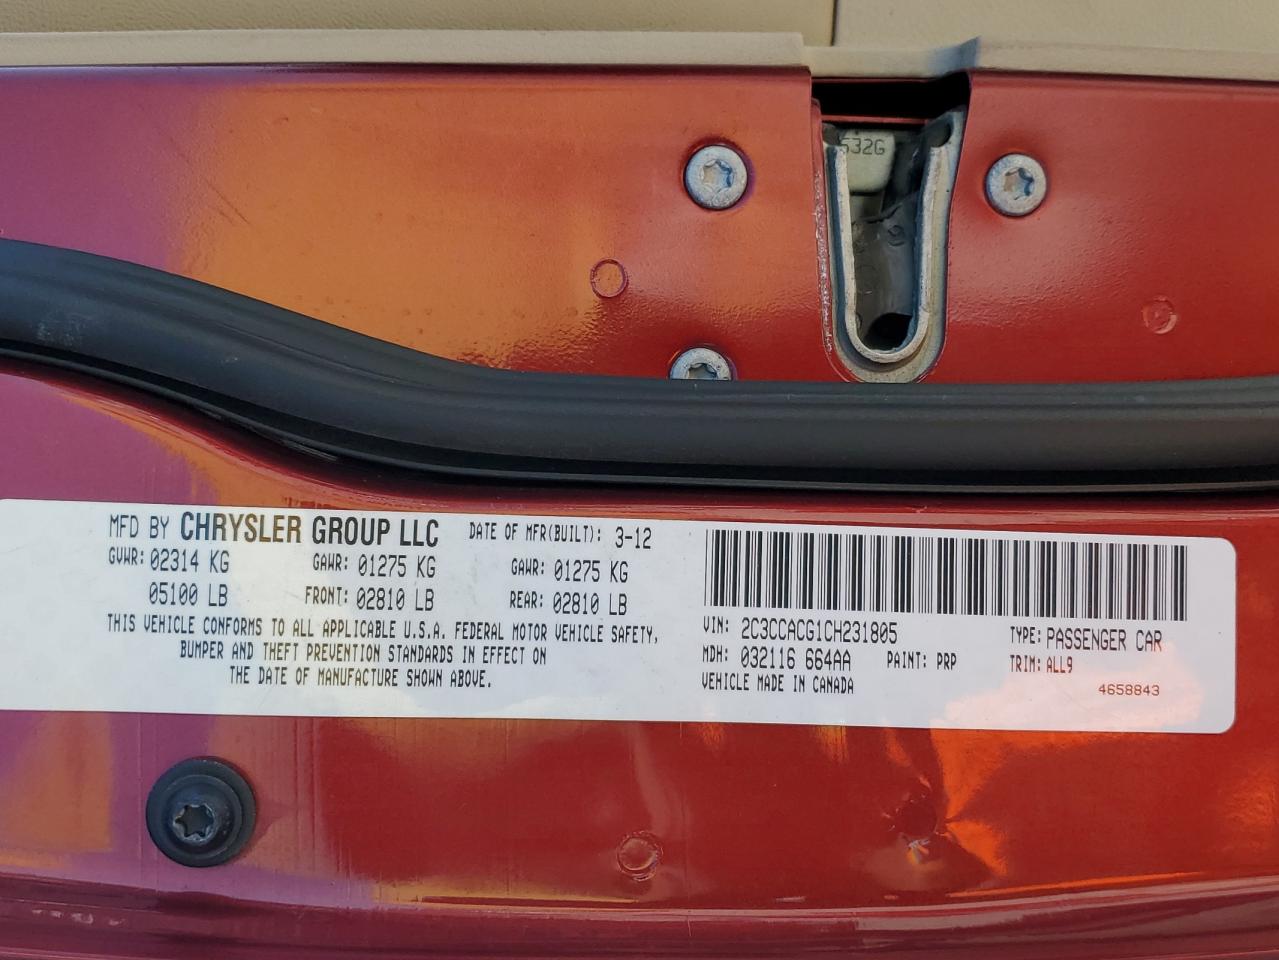 532G
MFD BY CHRYSLER GROUP LLC DATE OF MFR(BUILT): 3-12
GVWR: 02314 KG GAWR: 01275 KG GAWR: 01275 KG
05100 LB FRONT: 02810 LB REAR: 02810 LB
THIS VEHICLE CONFORMS TO ALL APPLICABLE U.S.A. FEDERAL MOTOR VEHICLE SAFETY,
BUMPER AND THEFT PREVENTION STANDARDS IN EFFECT ON
THE DATE OF MANUFACTURE SHOWN ABOVE.
VIN: 2C3CCACG1CH231805 TYPE: PASSENGER CAR
MDH: 032116 664AA PAINT: PRP TRIM: ALL9
VEHICLE MADE IN CANADA
4658843